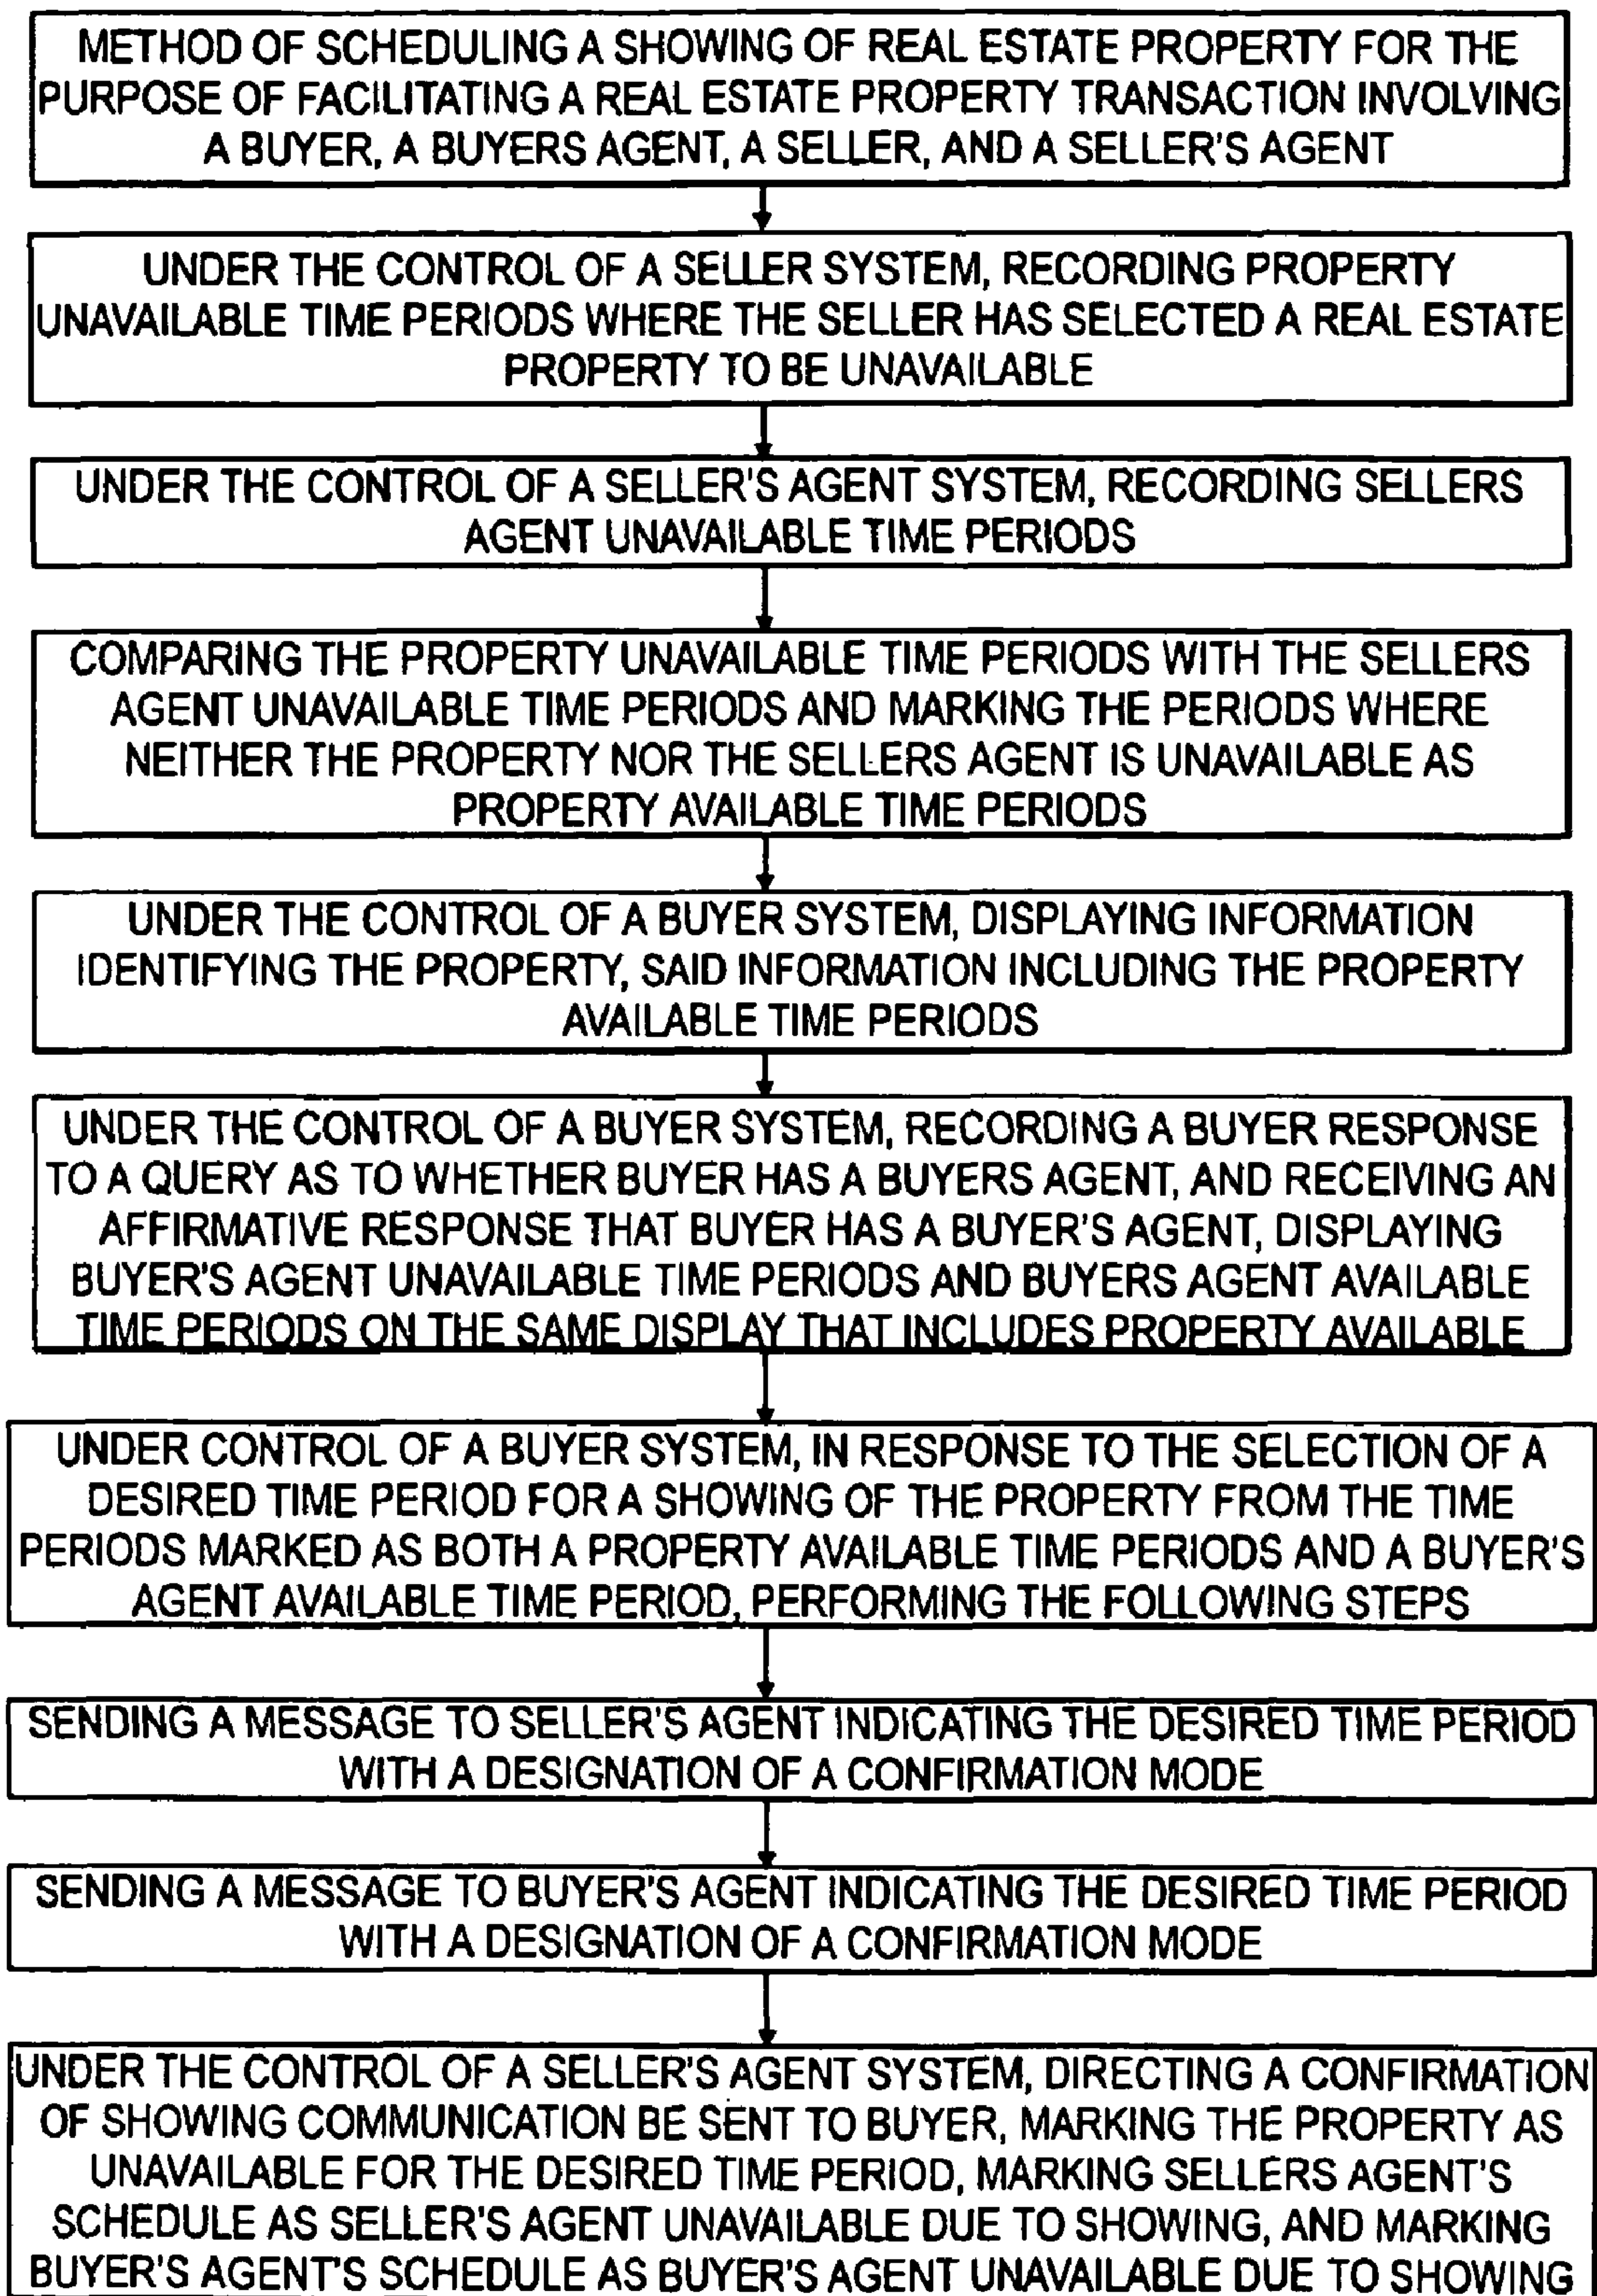 METHOD OF SCHEDULING A SHOWING OF REAL ESTATE PROPERTY FOR THE
PURPOSE OF FACILITATING A REAL ESTATE PROPERTY TRANSACTION INVOLVING
A BUYER, A BUYERS AGENT, A SELLER, AND A SELLER'S AGENT
UNDER THE CONTROL OF A SELLER SYSTEM, RECORDING PROPERTY
UNAVAILABLE TIME PERIODS WHERE THE SELLER HAS SELECTED A REAL ESTATE
PROPERTY TO BE UNAVAILABLE
UNDER THE CONTROL OF A SELLER'S AGENT SYSTEM, RECORDING SELLERS
AGENT UNAVAILABLE TIME PERIODS
COMPARING THE PROPERTY UNAVAILABLE TIME PERIODS WITH THE SELLERS
AGENT UNAVAILABLE TIME PERIODS AND MARKING THE PERIODS WHERE
NEITHER THE PROPERTY NOR THE SELLERS AGENT IS UNAVAILABLE AS
PROPERTY AVAILABLE TIME PERIODS
UNDER THE CONTROL OF A BUYER SYSTEM, DISPLAYING INFORMATION
IDENTIFYING THE PROPERTY, SAID INFORMATION INCLUDING THE PROPERTY
AVAILABLE TIME PERIODS
UNDER THE CONTROL OF A BUYER SYSTEM, RECORDING A BUYER RESPONSE
TO A QUERY AS TO WHETHER BUYER HAS A BUYERS AGENT, AND RECEIVING AN
AFFIRMATIVE RESPONSE THAT BUYER HAS A BUYER'S AGENT, DISPLAYING
BUYER'S AGENT UNAVAILABLE TIME PERIODS AND BUYERS AGENT AVAILABLE
TIME PERIODS ON THE SAME DISPLAY THAT INCLUDES PROPERTY AVAILABLE
UNDER CONTROL OF A BUYER SYSTEM, IN RESPONSE TO THE SELECTION OF A
DESIRED TIME PERIOD FOR A SHOWING OF THE PROPERTY FROM THE TIME
PERIODS MARKED AS BOTH A PROPERTY AVAILABLE TIME PERIODS AND A BUYER'S
AGENT AVAILABLE TIME PERIOD, PERFORMING THE FOLLOWING STEPS
SENDING A MESSAGE TO SELLER'S AGENT INDICATING THE DESIRED TIME PERIOD
WITH A DESIGNATION OF A CONFIRMATION MODE
SENDING A MESSAGE TO BUYER'S AGENT INDICATING THE DESIRED TIME PERIOD
WITH A DESIGNATION OF A CONFIRMATION MODE
UNDER THE CONTROL OF A SELLER'S AGENT SYSTEM, DIRECTING A CONFIRMATION
OF SHOWING COMMUNICATION BE SENT TO BUYER, MARKING THE PROPERTY AS
UNAVAILABLE FOR THE DESIRED TIME PERIOD, MARKING SELLERS AGENT'S
SCHEDULE AS SELLER'S AGENT UNAVAILABLE DUE TO SHOWING, AND MARKING
BUYER'S AGENT'S SCHEDULE AS BUYER'S AGENT UNAVAILABLE DUE TO SHOWING